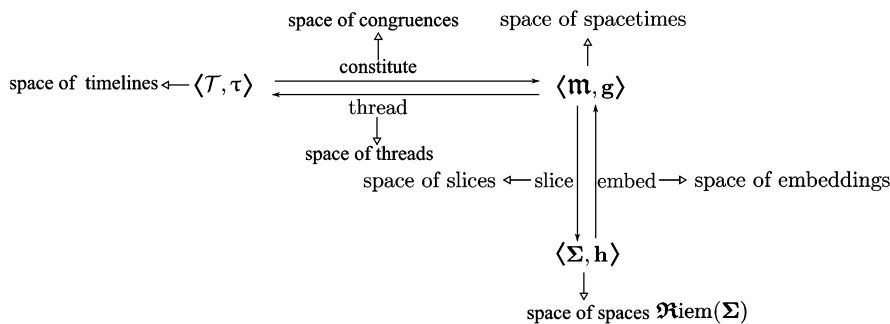 space of congruences
space of spacetimes
constitute
space of timelines ⟨𝒯, τ⟩
⟨𝔐, g⟩
thread
space of threads
space of slices
slice
embed
space of embeddings
⟨Σ, h⟩
space of spaces ℜiem(Σ)